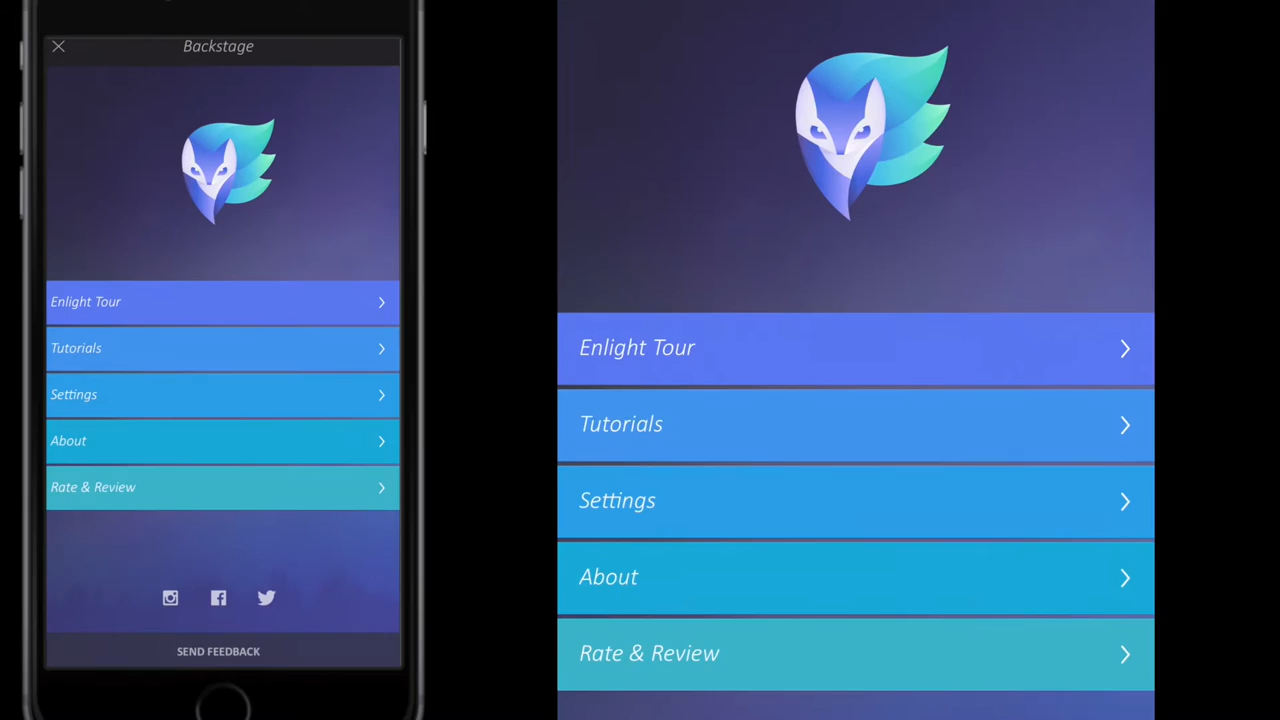 Backstage
Enlight Tour
Tutorials
Settings
About
Rate & Review
SEND FEEDBACK
Enlight Tour
Tutorials
Settings
About
Rate & Review